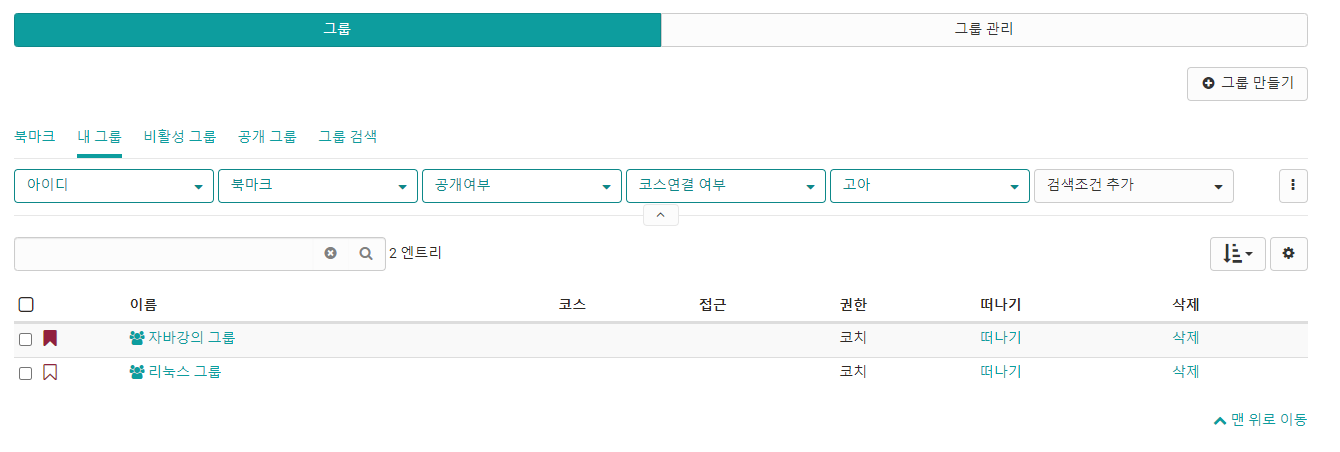 그룹 그룹 관리
그룹 만들기
북마크 내 그룹 비활성 그룹 공개 그룹 그룹 검색
아이디 북마크 공개여부 코스연결 여부 고아 검색조건 추가
2 엔트리
이름 코스 접근 권한 떠나기 삭제
자바강의 그룹 코치 떠나기 삭제
리눅스 그룹 코치 떠나기 삭제
맨 위로 이동